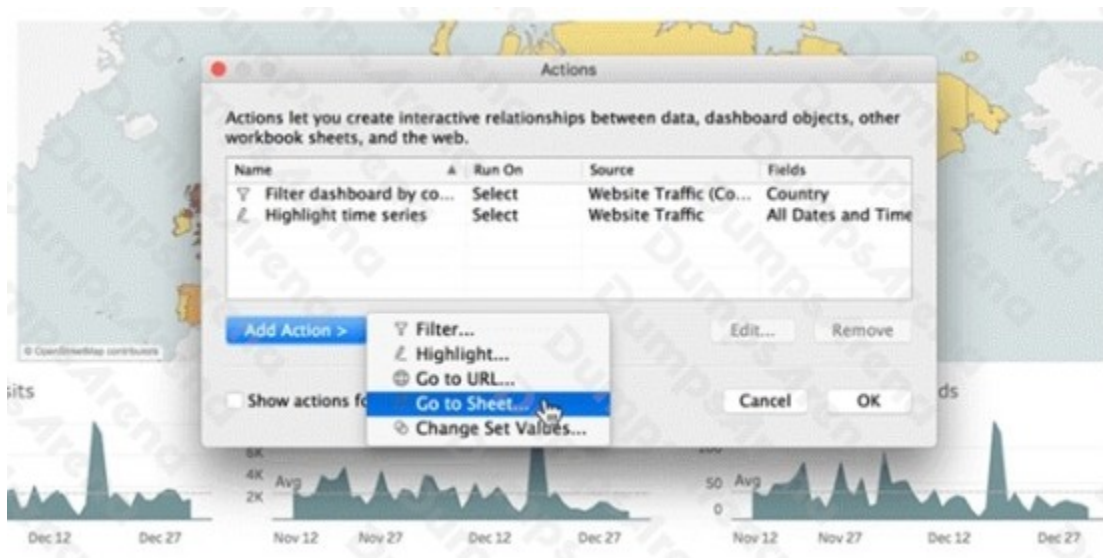 Actions
Actions let you create interactive relationships between data, dashboard objects, other
workbook sheets, and the web.
Name Run On Source Fields
Filter dashboard by co... Select Website Traffic (Co... Country
Highlight time series Select Website Traffic All Dates and Time
Add Action >
Filter...
Highlight...
Go to URL...
Go to Sheet...
Change Set Values...
Edit... Remove
Show actions fo
Cancel OK
© OpenStreetMap contributors
sits
ds
6K
4K
2K
Avg
50
0
Avg
Dec 12 Dec 27 Nov 12 Nov 27 Dec 12 Dec 27 Nov 12 Nov 27 Dec 12 Dec 27
DumpsArena